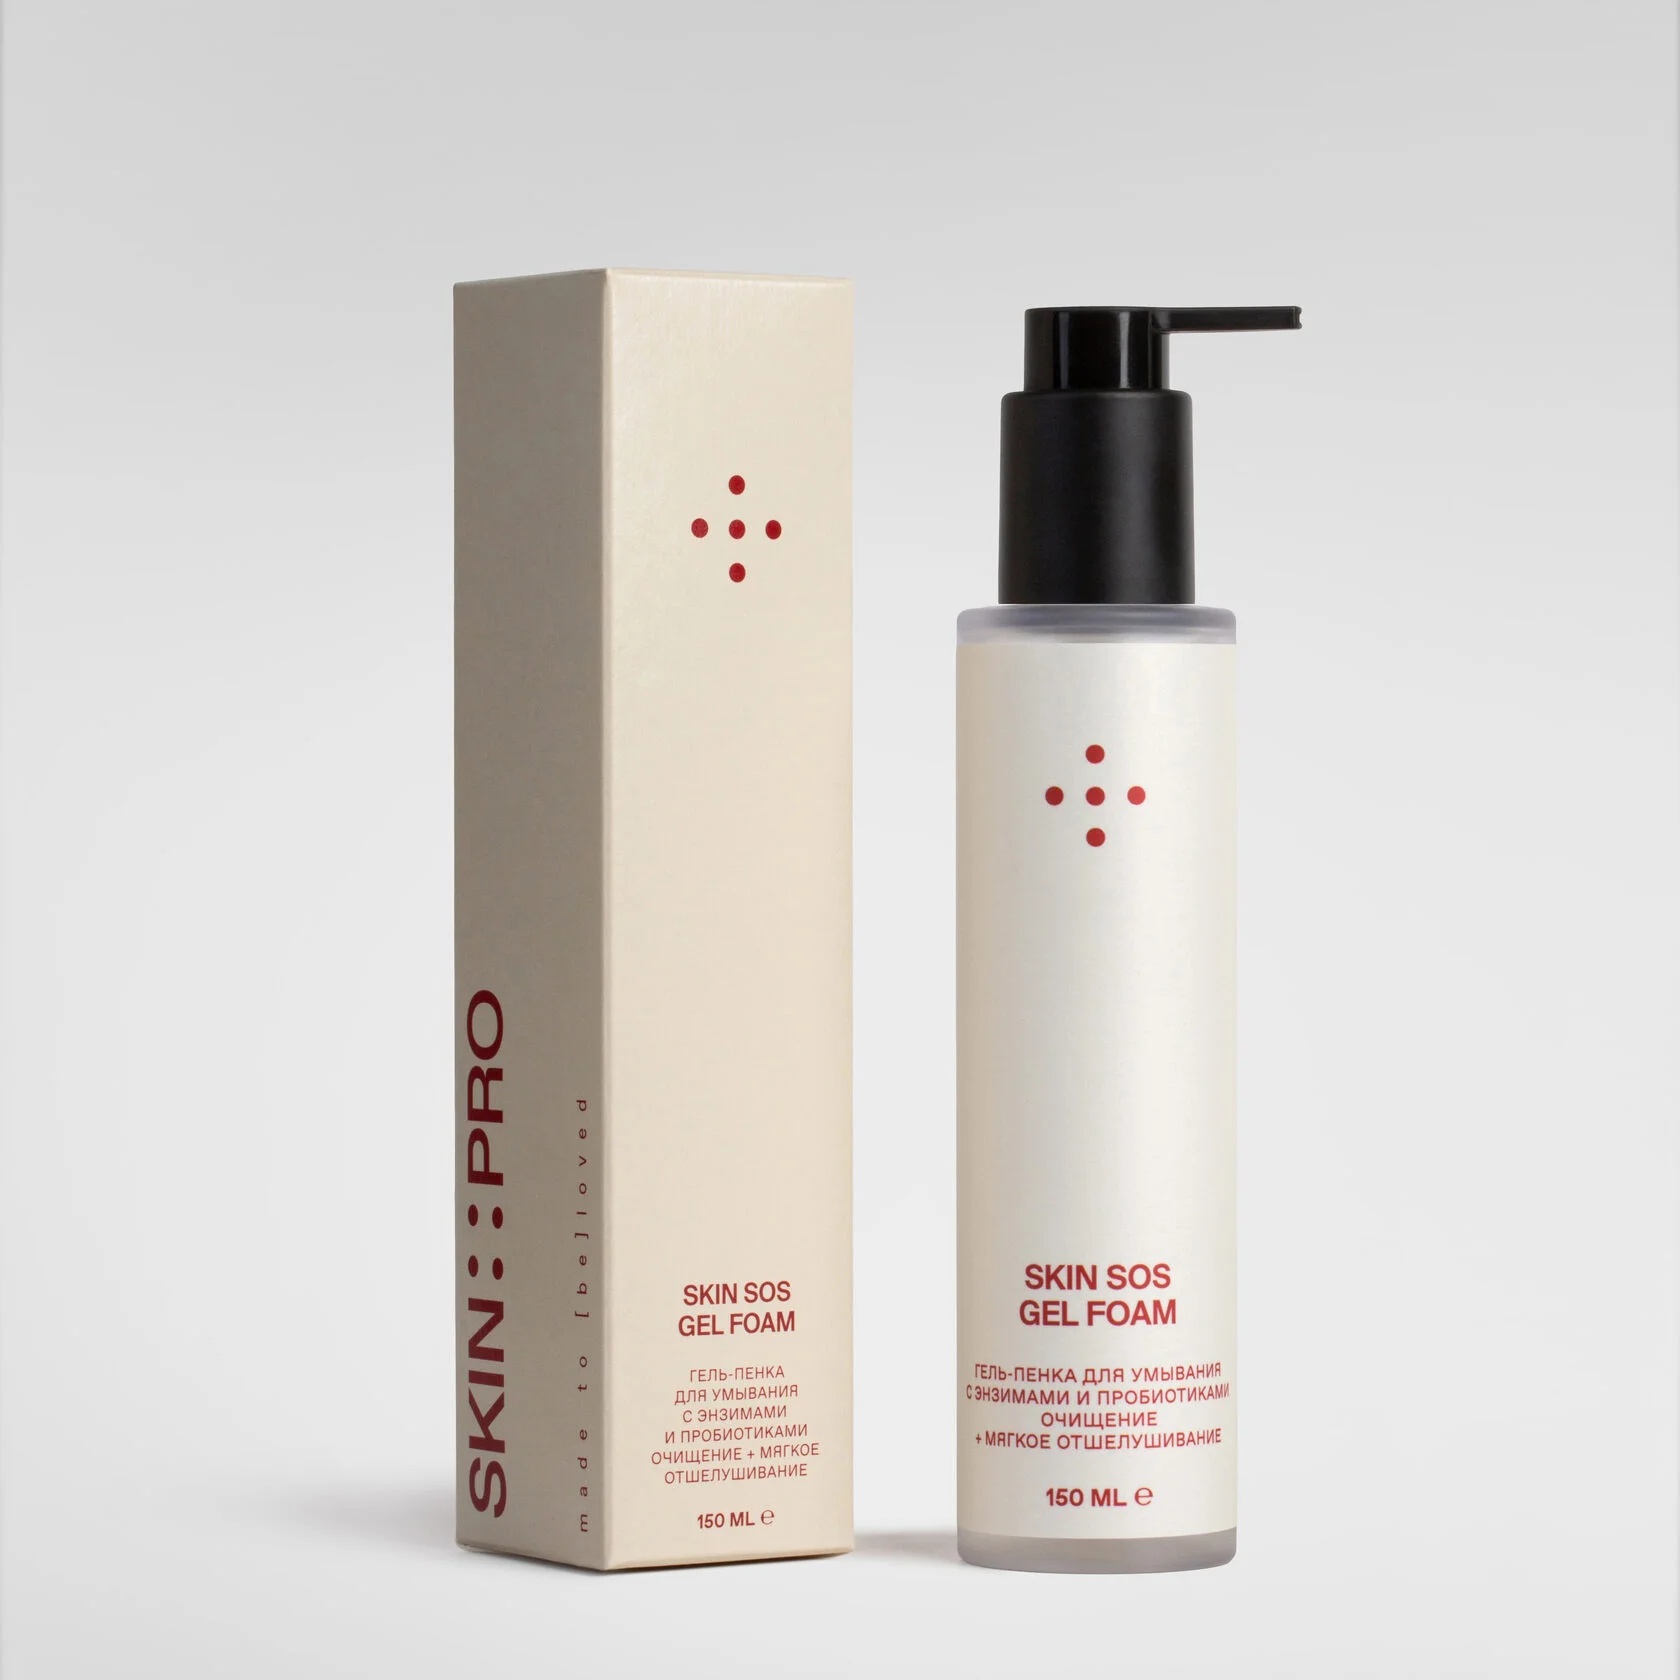 SKIN::PRO
made to [be]loved
SKIN SOS
GEL FOAM
ГЕЛЬ-ПЕНКА
ДЛЯ УМЫВАНИЯ
С ЭНЗИМАМИ
И ПРОБИОТИКАМИ
ОЧИЩЕНИЕ + МЯГКОЕ
ОТШЕЛУШИВАНИЕ
150 ML ℮
SKIN SOS
GEL FOAM
ГЕЛЬ-ПЕНКА ДЛЯ УМЫВАНИЯ
С ЭНЗИМАМИ И ПРОБИОТИКАМИ
ОЧИЩЕНИЕ
+ МЯГКОЕ ОТШЕЛУШИВАНИЕ
150 ML ℮